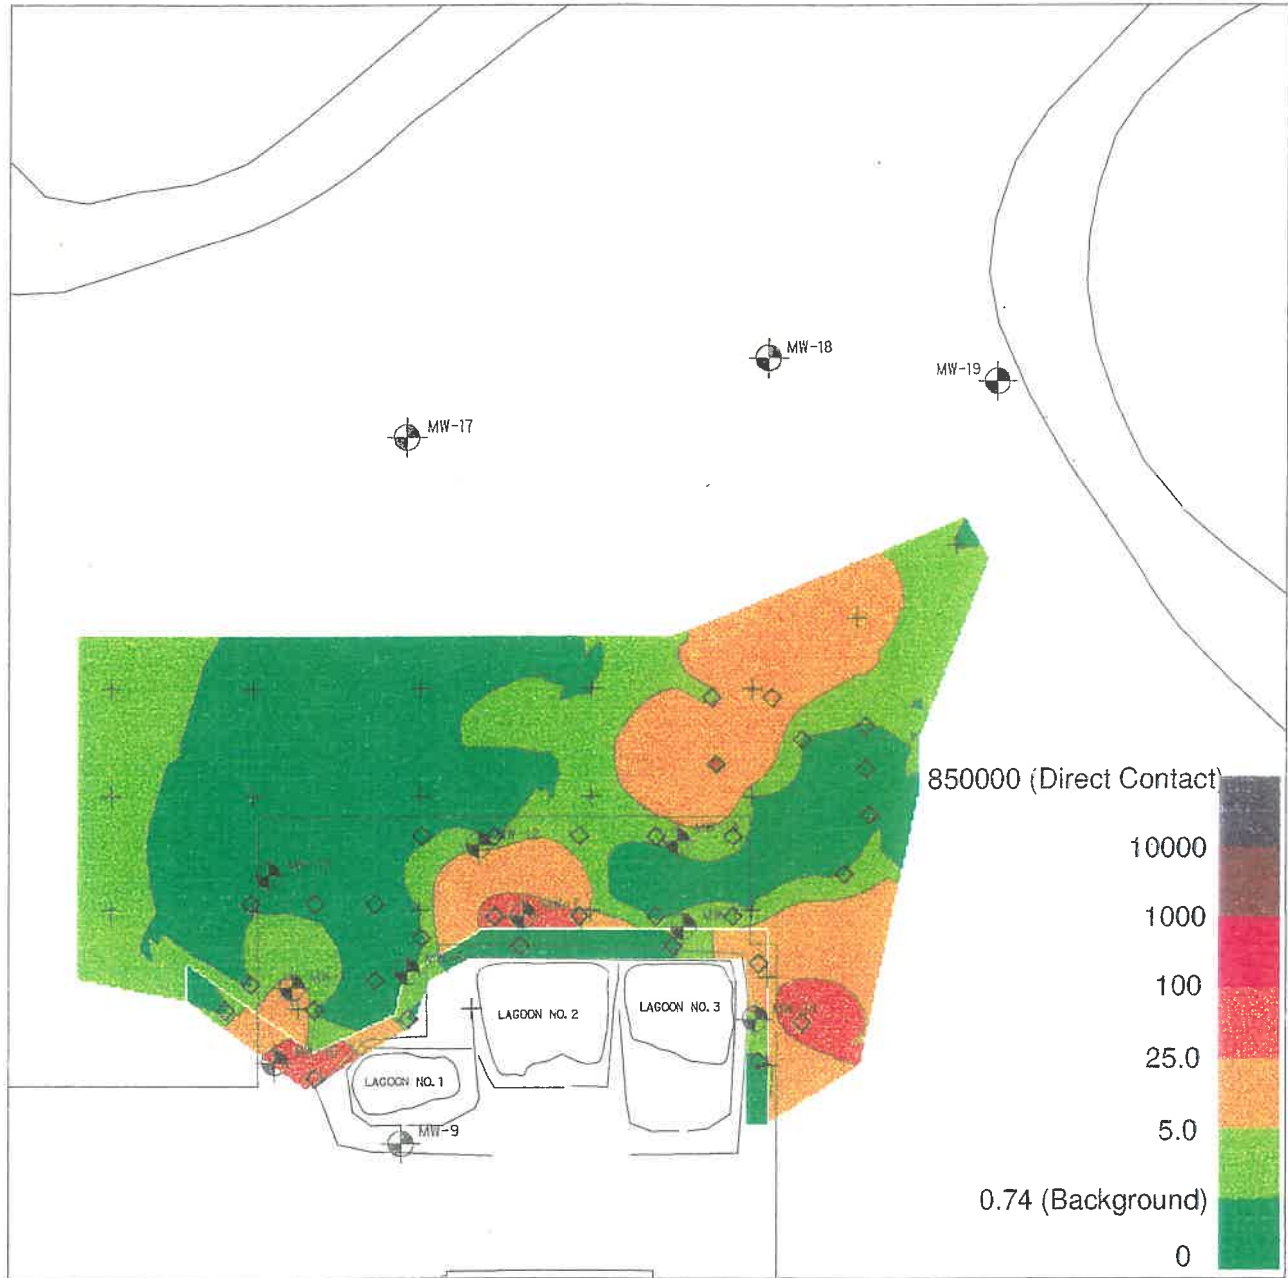 MW-18
MW-19
MW-17
850000 (Direct Contact)
10000
1000
100
25.0
5.0
0.74 (Background)
0
LAGOON NO. 2
LAGOON NO. 3
LAGOON NO. 1
MW-9